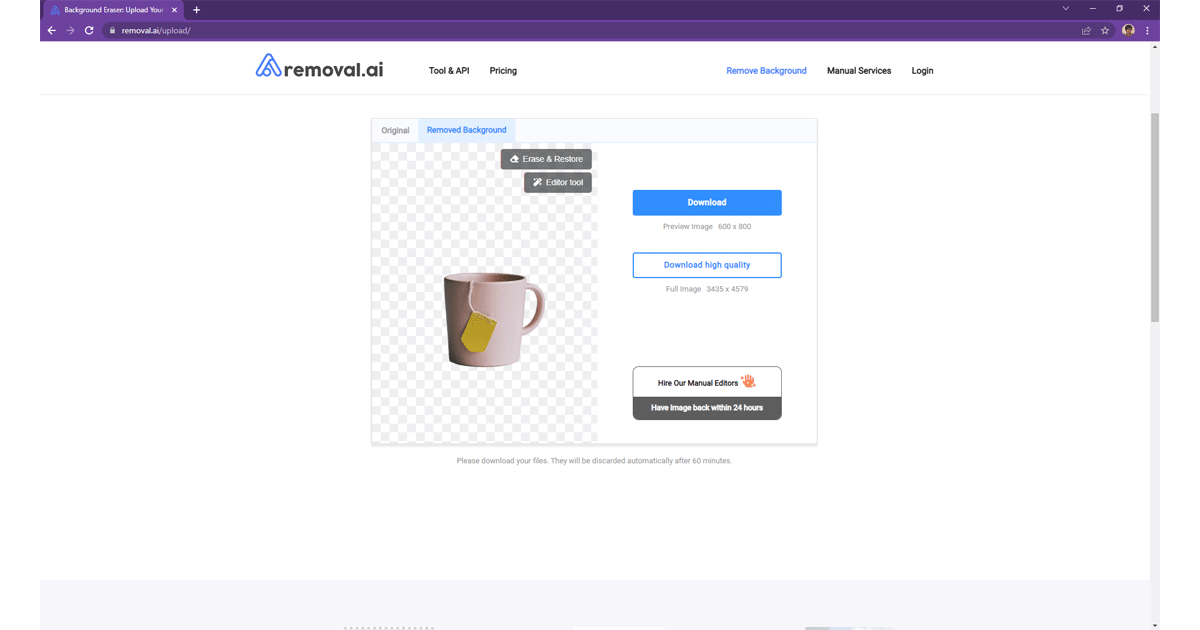 Background Eraser: Upload Your
removal.ai/upload/
removal.ai
Tool & API
Pricing
Remove Background
Manual Services
Login
Original
Removed Background
Erase & Restore
Editor tool
Download
Preview Image 600 x 800
Download high quality
Full Image 3435 x 4579
Hire Our Manual Editors
Have image back within 24 hours
Please download your files. They will be discarded automatically after 60 minutes.